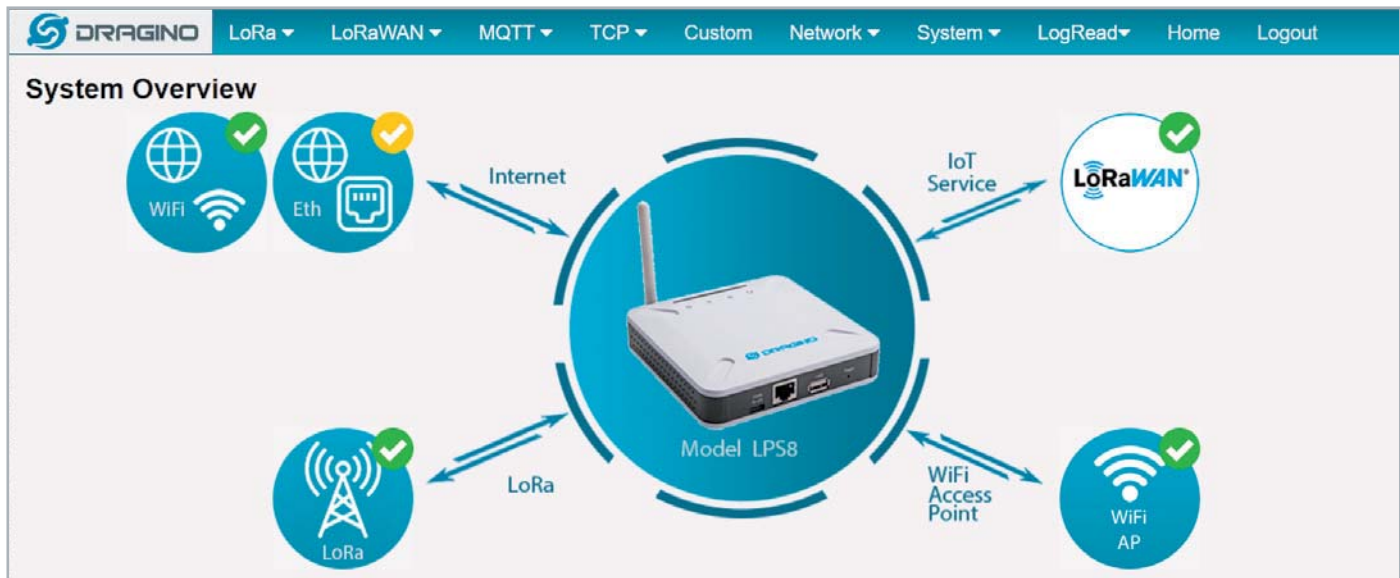 DRAGINO LoRa LoRaWAN MQTT TCP Custom Network System LogRead Home Logout
System Overview
WiFi
Eth
Internet
IoT
Service
LoRaWAN®
DRAGINO
Model LPS8
LoRa
LoRa
WiFi
Access
Point
WiFi
AP